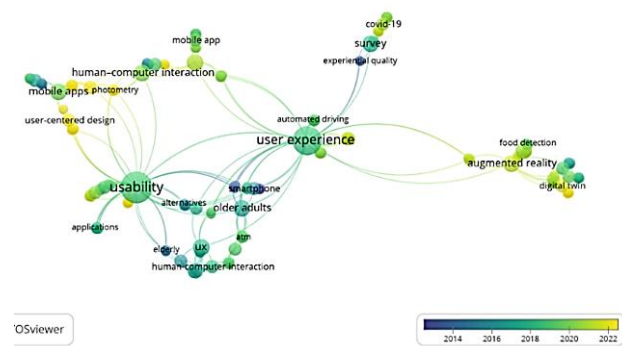 covid-19
mobile app
survey
experiential quality
human–computer interaction
mobile apps
photometry
automated driving
user-centered design
user experience
food detection
augmented reality
digital twin
usability
smartphone
alternatives
older adults
applications
atm
elderly
ux
human computer interaction
OSviewer
2014
2016
2018
2020
2022